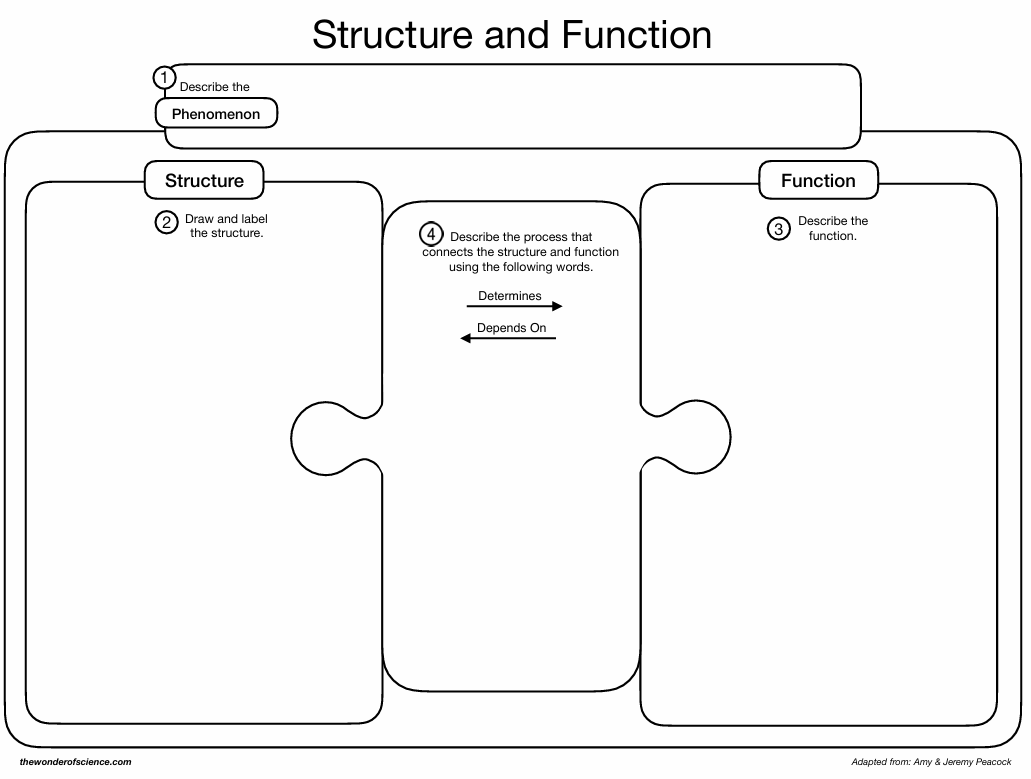 Structure and Function
1
Describe the
Phenomenon
Structure
2 Draw and label
the structure.
4 Describe the process that
connects the structure and function
using the following words.
Determines
Depends On
Function
3 Describe the
function.
thewonderofscience.com
Adapted from: Amy & Jeremy Peacock